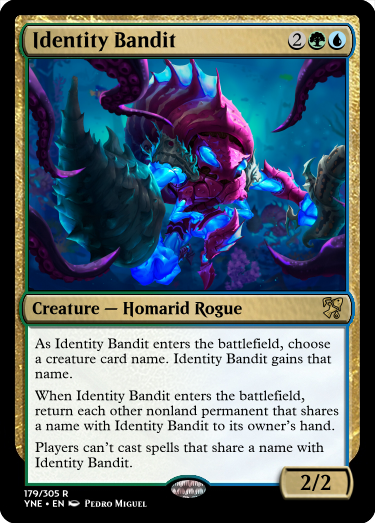 Identity Bandit 2
Creature — Homarid Rogue
As Identity Bandit enters the battlefield, choose
a creature card name. Identity Bandit gains that
name.
When Identity Bandit enters the battlefield,
return each other nonland permanent that shares
a name with Identity Bandit to its owner's hand.
Players can't cast spells that share a name with
Identity Bandit.
2/2
179/305 R
YNE • EN Pedro Miguel